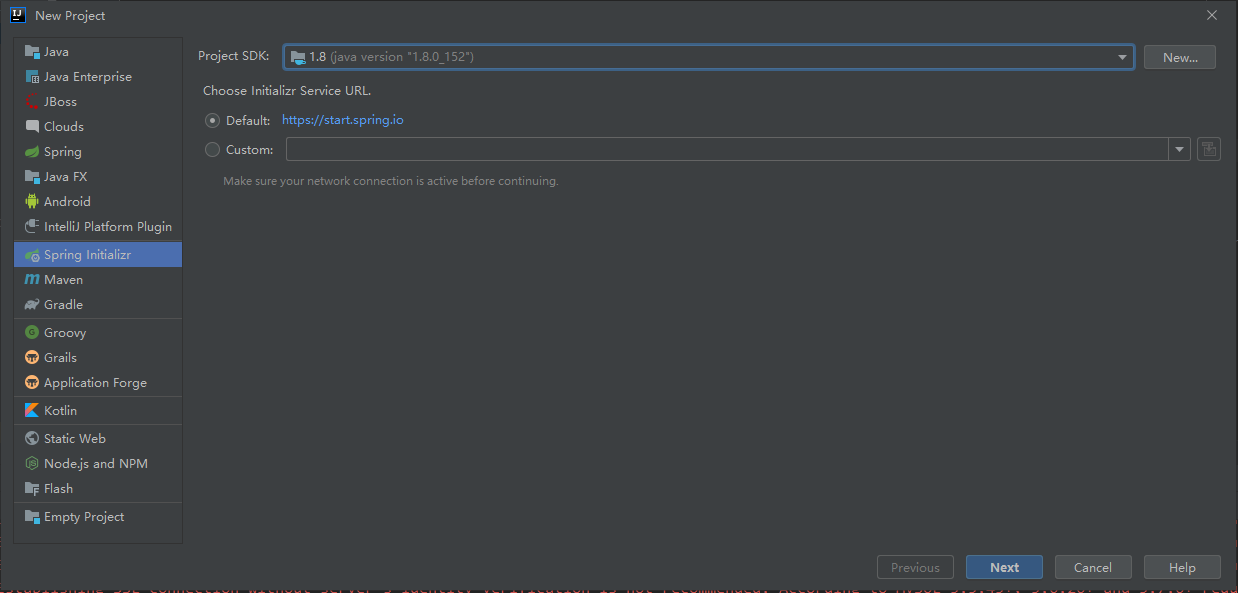 New Project
Java
Java Enterprise
JBoss
Clouds
Spring
Java FX
Android
IntelliJ Platform Plugin
Spring Initializr
Maven
Gradle
Groovy
Grails
Application Forge
Kotlin
Static Web
Node.js and NPM
Flash
Empty Project
Project SDK: 1.8 (java version "1.8.0_152") New...
Choose Initializr Service URL.
Default: https://start.spring.io
Custom:
Make sure your network connection is active before continuing.
Previous Next Cancel Help